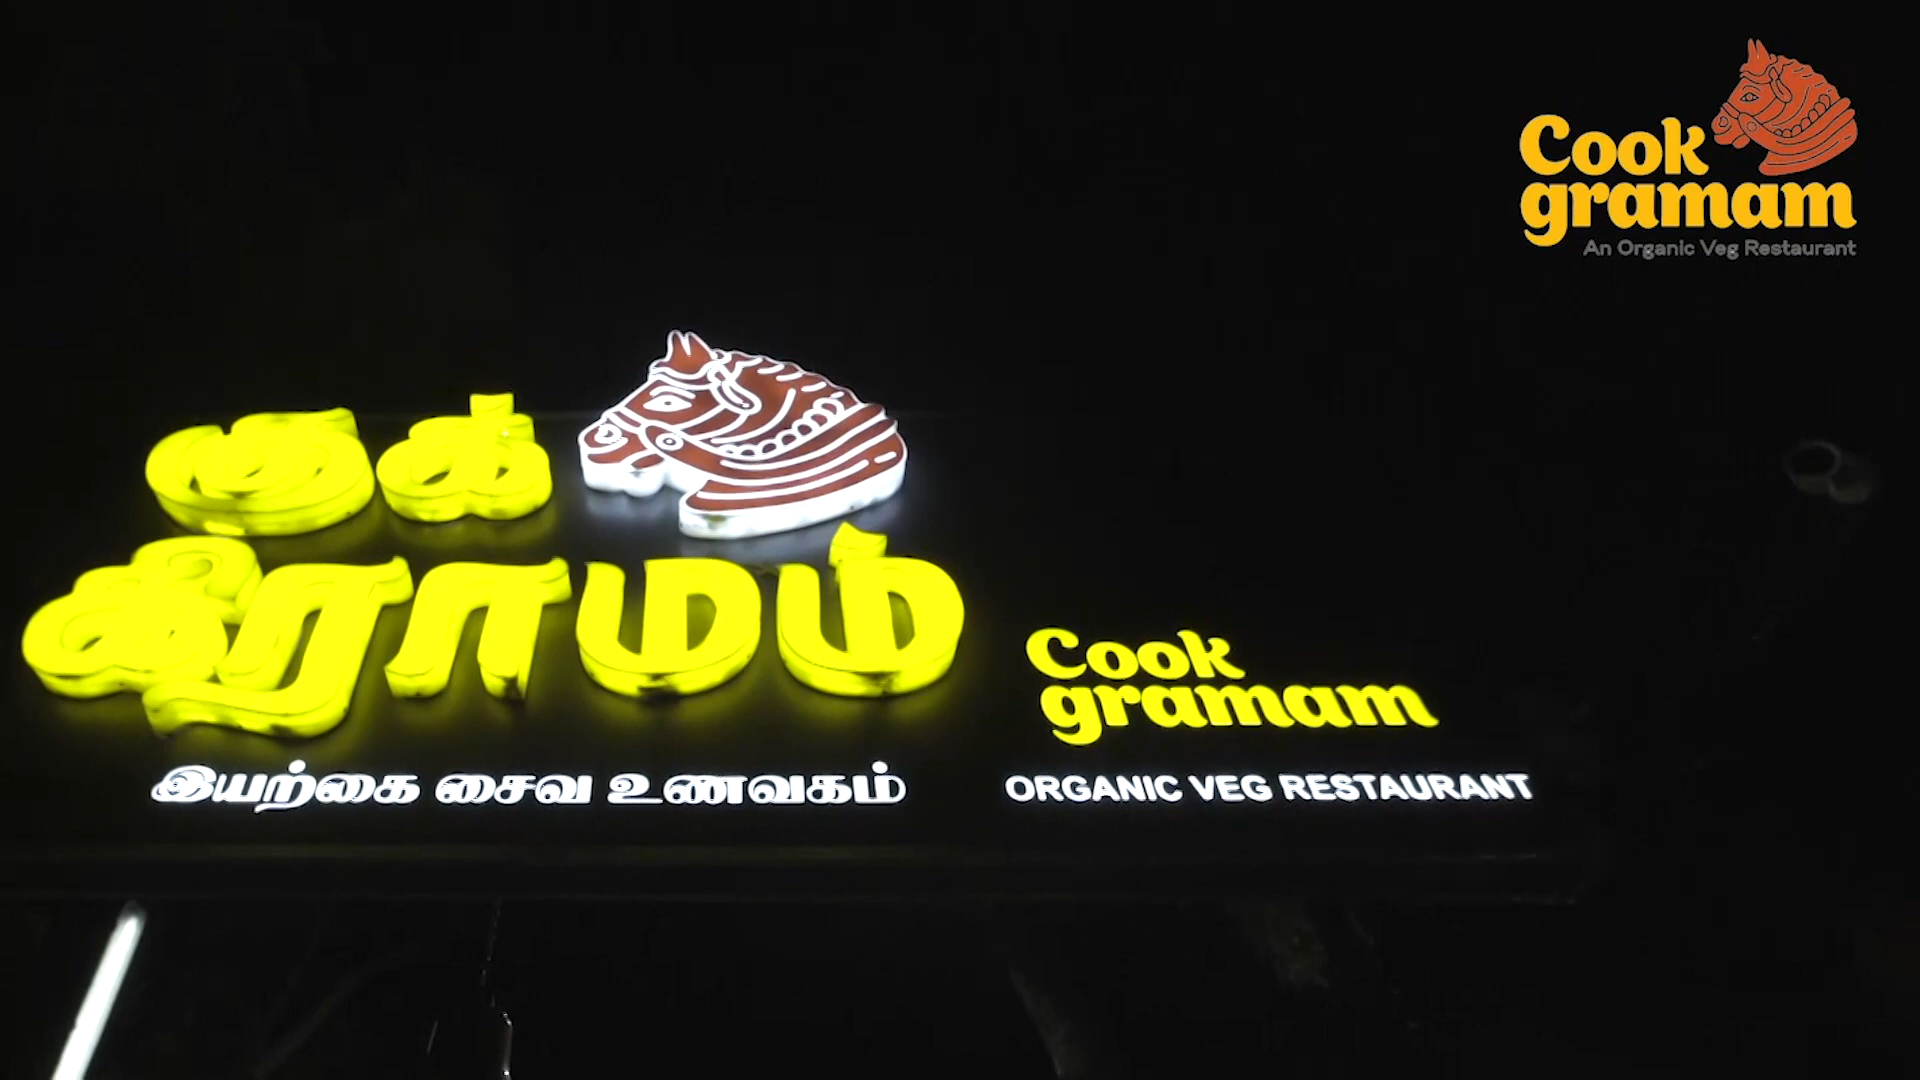 Cook
gramam
An Organic Veg Restaurant
குக்
கிராமம்
இயற்கை சைவ உணவகம்
Cook
gramam
ORGANIC VEG RESTAURANT